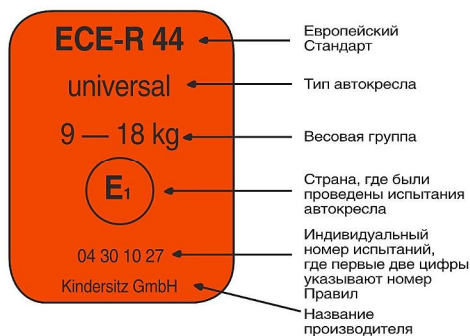 ECE-R 44
Европейский
Стандарт
universal
Тип автокресла
9 — 18 kg
Весовая группа
E1
Страна, где были
проведены испытания
автокресла
04 30 10 27
Индивидуальный
номер испытаний,
где первые две цифры
указывают номер
Правил
Kindersitz GmbH
Название
производителя